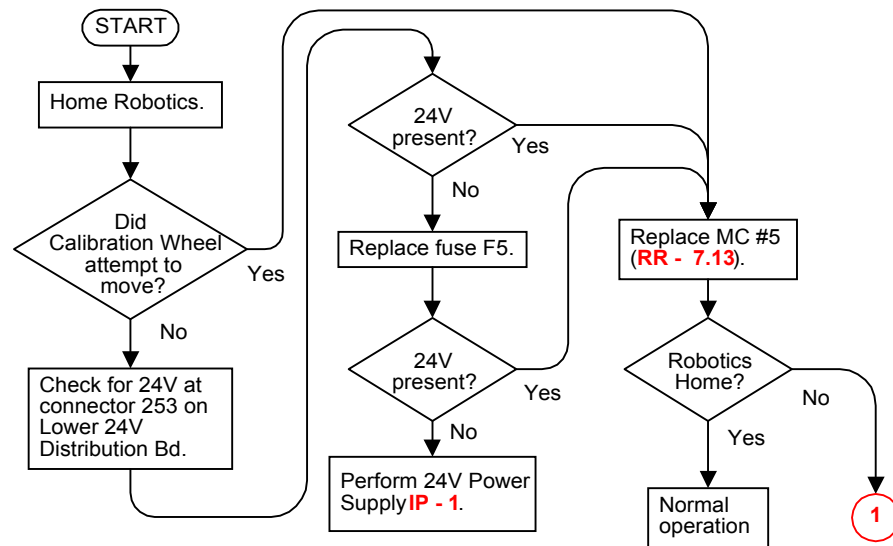 START
Home Robotics.
Did
Calibration Wheel
attempt to
move?
Yes
No
Check for 24V at
connector 253 on
Lower 24V
Distribution Bd.
24V
present?
Yes
No
Replace fuse F5.
24V
present?
Yes
No
Perform 24V Power
Supply IP - 1.
Replace MC #5
(RR - 7.13).
Robotics
Home?
No
Yes
Normal
operation
1